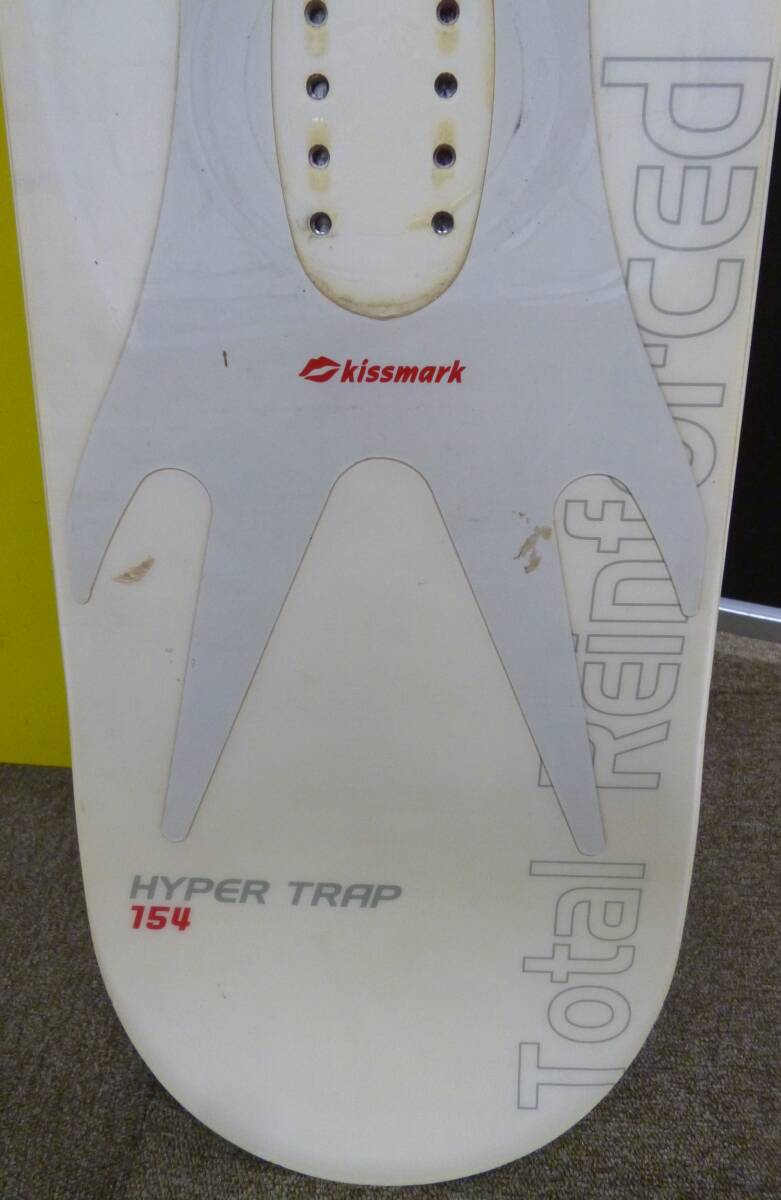 kissmark
Total Reinforced
HYPER TRAP
154